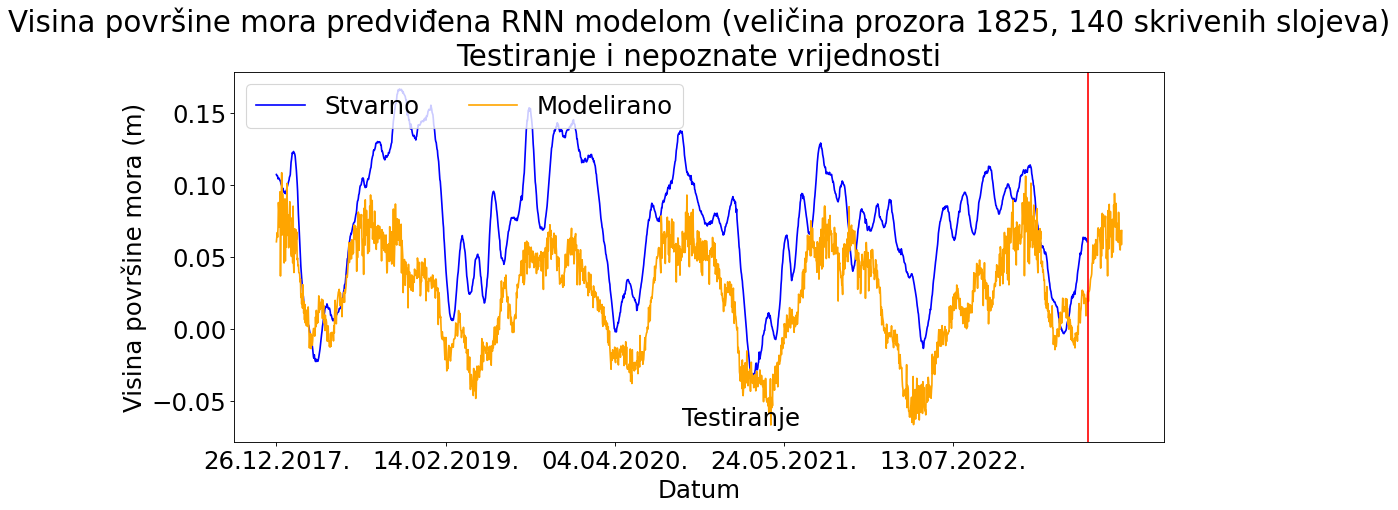 Visina površine mora predviđena RNN modelom (veličina prozora 1825, 140 skrivenih slojeva)
Testiranje i nepoznate vrijednosti
Stvarno Modelirano
Visina površine mora (m)
0.15
0.10
0.05
0.00
−0.05
Testiranje
26.12.2017. 14.02.2019. 04.04.2020. 24.05.2021. 13.07.2022.
Datum